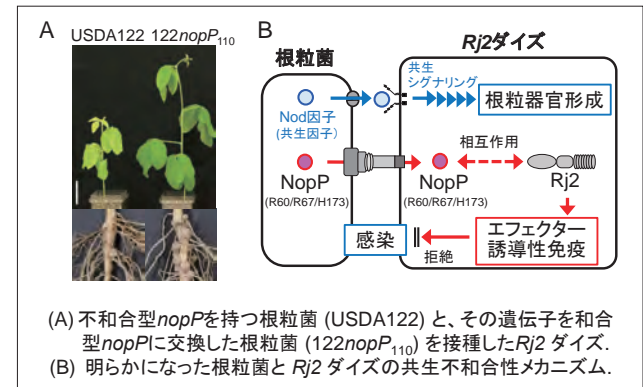 A USDA122 122nopP110
B
根粒菌
Rj2ダイズ
共生
シグナリング
Nod因子
(共生因子)
根粒器官形成
相互作用
NopP
(R60/R67/H173)
NopP
(R60/R67/H173)
Rj2
感染
拒絶
エフェクター
誘導性免疫
(A) 不和合型nopPを持つ根粒菌 (USDA122) と、その遺伝子を和合
型nopPに交換した根粒菌 (122nopP110) を接種したRj2 ダイズ.
(B) 明らかになった根粒菌と Rj2 ダイズの共生不和合性メカニズム.